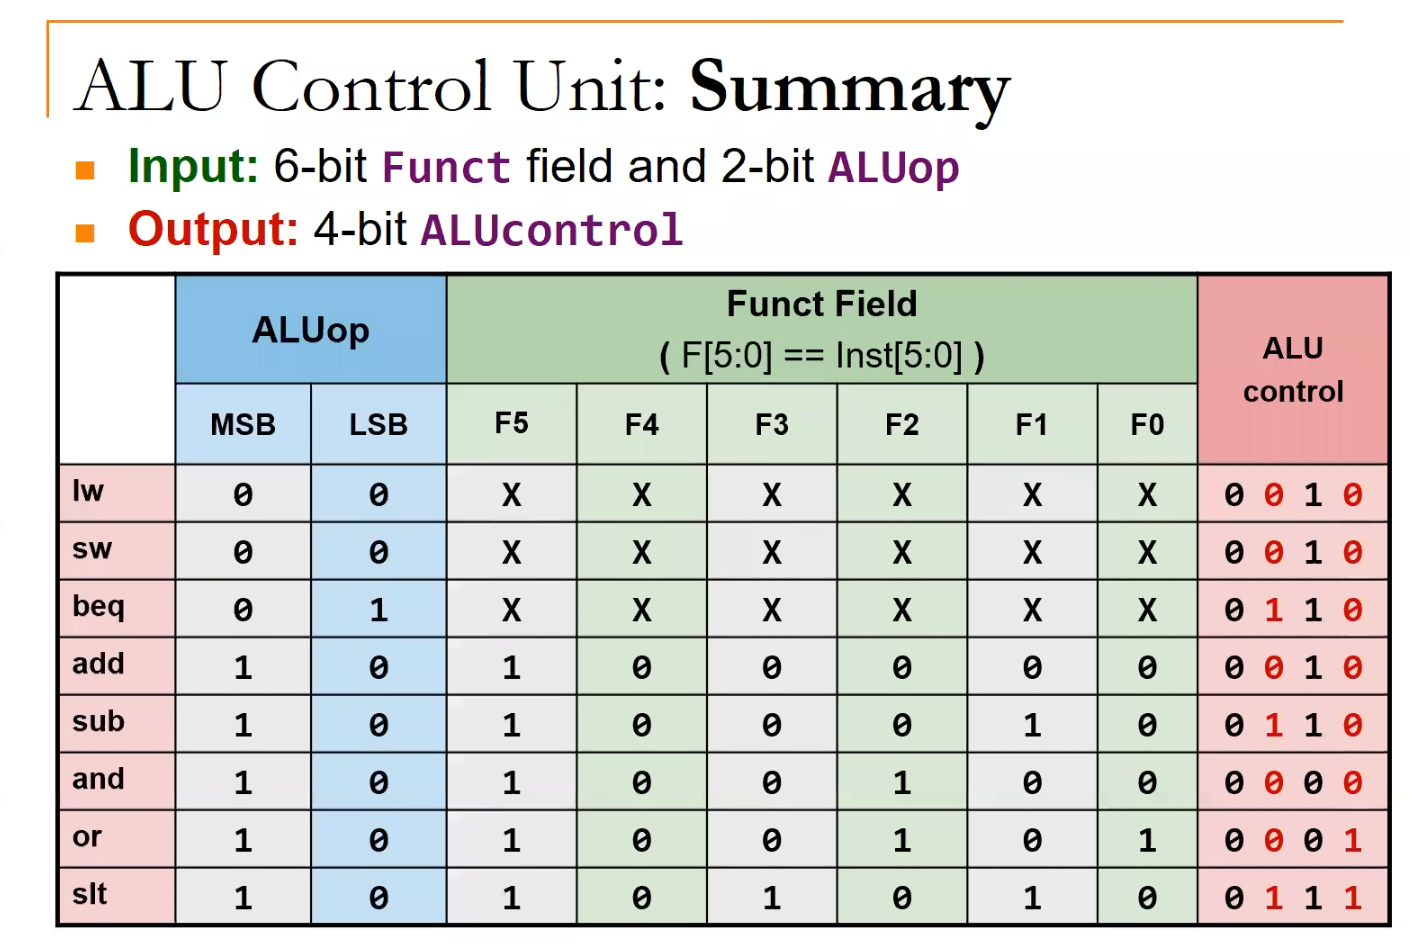 ALU Control Unit: Summary
Input: 6-bit Funct field and 2-bit ALUop
Output: 4-bit ALUcontrol
ALUop Funct Field ALU
( F[5:0] == Inst[5:0] ) control
MSB LSB F5 F4 F3 F2 F1 F0
lw 0 0 X X X X X X 0 0 1 0
sw 0 0 X X X X X X 0 0 1 0
beq 0 1 X X X X X X 0 1 1 0
add 1 0 1 0 0 0 0 0 0 0 1 0
sub 1 0 1 0 0 0 1 0 0 1 1 0
and 1 0 1 0 0 1 0 0 0 0 0 0
or 1 0 1 0 0 1 0 1 0 0 0 1
slt 1 0 1 0 1 0 1 0 0 1 1 1